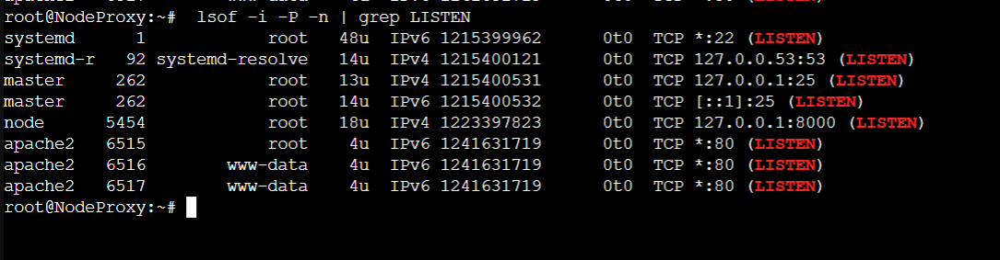 root@NodeProxy:~#  lsof -i -P -n | grep LISTEN
systemd       1            root   48u  IPv6 1215399962      0t0  TCP *:22 (LISTEN)
systemd-r    92 systemd-resolve   14u  IPv4 1215400121      0t0  TCP 127.0.0.53:53 (LISTEN)
master      262            root   13u  IPv4 1215400531      0t0  TCP 127.0.0.1:25 (LISTEN)
master      262            root   14u  IPv6 1215400532      0t0  TCP [::1]:25 (LISTEN)
node       5454            root   18u  IPv4 1223397823      0t0  TCP 127.0.0.1:8000 (LISTEN)
apache2    6515            root    4u  IPv6 1241631719      0t0  TCP *:80 (LISTEN)
apache2    6516        www-data    4u  IPv6 1241631719      0t0  TCP *:80 (LISTEN)
apache2    6517        www-data    4u  IPv6 1241631719      0t0  TCP *:80 (LISTEN)
root@NodeProxy:~#